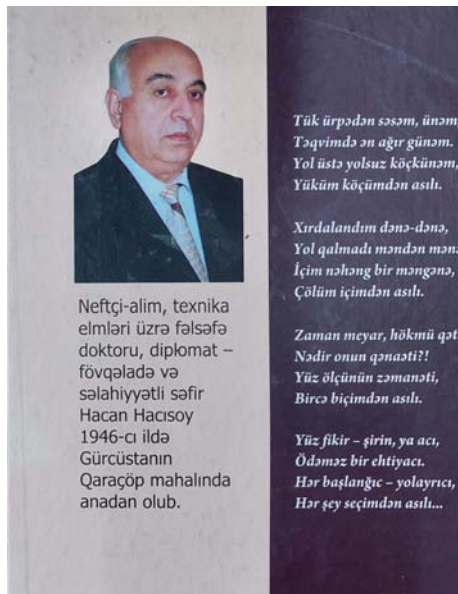 Neftçi-alim, texnika
elmləri üzrə fəlsəfə
doktoru, diplomat –
fövqəladə və
səlahiyyətli səfir
Hacan Hacısoy
1946-cı ildə
Gürcüstanın
Qaraçöp mahalında
anadan olub.
Tük ürpədən səsəm, ünəm,
Təqvimdə ən ağır günəm.
Yol üstə yolsuz köçkünəm,
Yüküm köçümdən asılı.
Xırdalandım dənə-dənə,
Yol qalmadı məndən mənə
İçim nəhəng bir məngənə,
Çölüm içimdən asılı.
Zaman meyar, hökmü
Nədir onun qənaəti?!
Yüz ölçünün zəmanəti,
Bircə biçimdən asılı.
Yüz fikir – şirin, ya acı,
Ödəməz bir ehtiyacı.
Hər başlanğıc – yolayrıcı,
Hər şey seçimdən asılı...